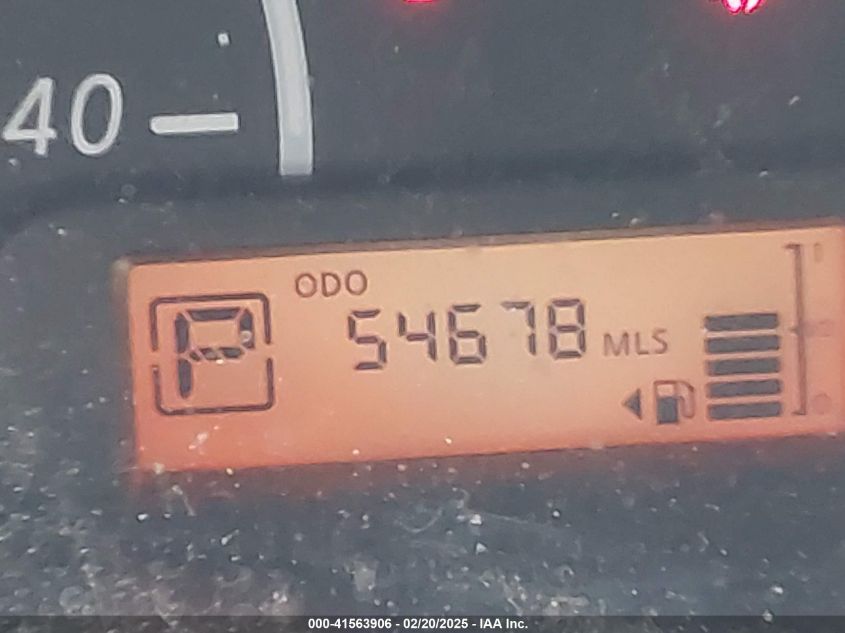 40
ODO
P 54678 MLS
000-41563906 - 02/20/2025 - IAA Inc.